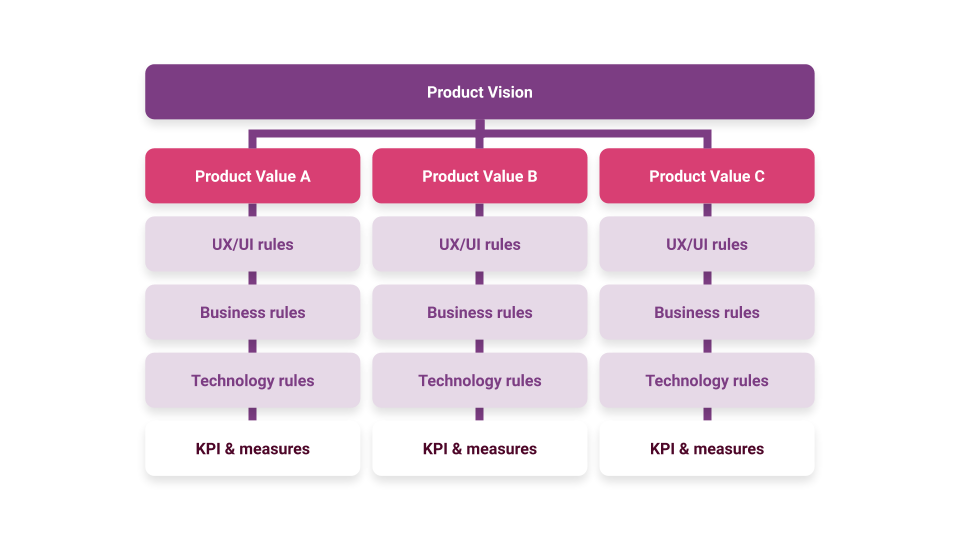 Product Vision
Product Value A
Product Value B
Product Value C
UX/UI rules
UX/UI rules
UX/UI rules
Business rules
Business rules
Business rules
Technology rules
Technology rules
Technology rules
KPI & measures
KPI & measures
KPI & measures